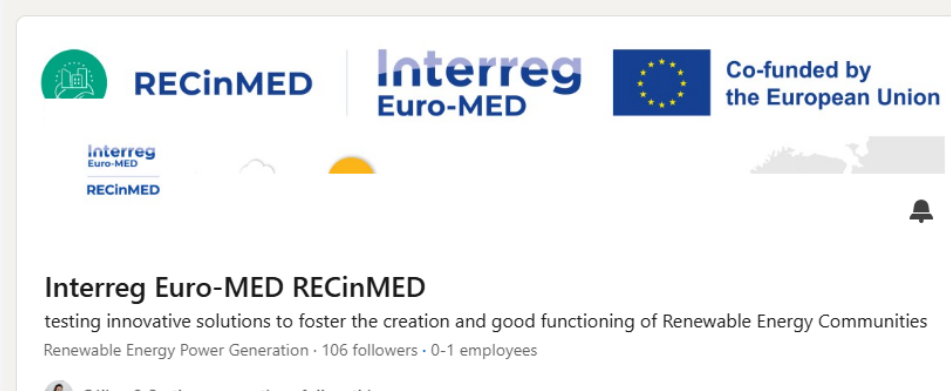 RECinMED
Interreg
Euro-MED
Co-funded by
the European Union
Interreg
Euro-MED
RECinMED
Interreg Euro-MED RECinMED
testing innovative solutions to foster the creation and good functioning of Renewable Energy Communities
Renewable Energy Power Generation · 106 followers · 0-1 employees